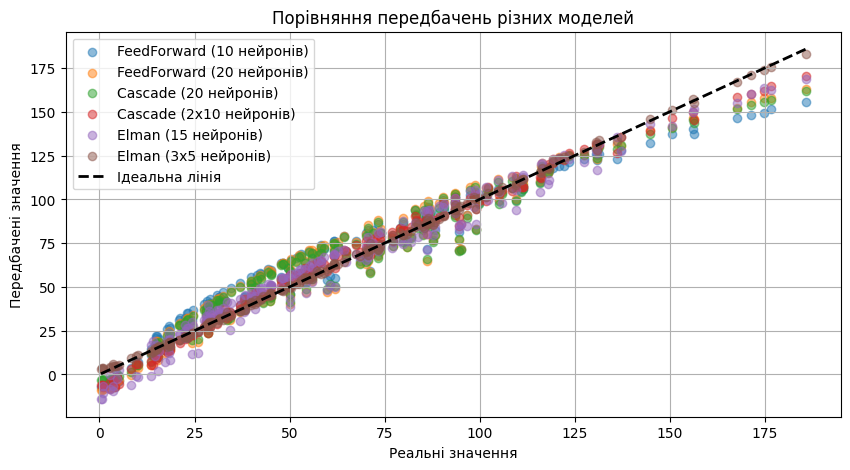 Порівняння передбачень різних моделей
FeedForward (10 нейронів)
FeedForward (20 нейронів)
Cascade (20 нейронів)
Cascade (2x10 нейронів)
Elman (15 нейронів)
Elman (3x5 нейронів)
Ідеальна лінія
Передбачені значення
175
150
125
100
75
50
25
0
0 25 50 75 100 125 150 175
Реальні значення